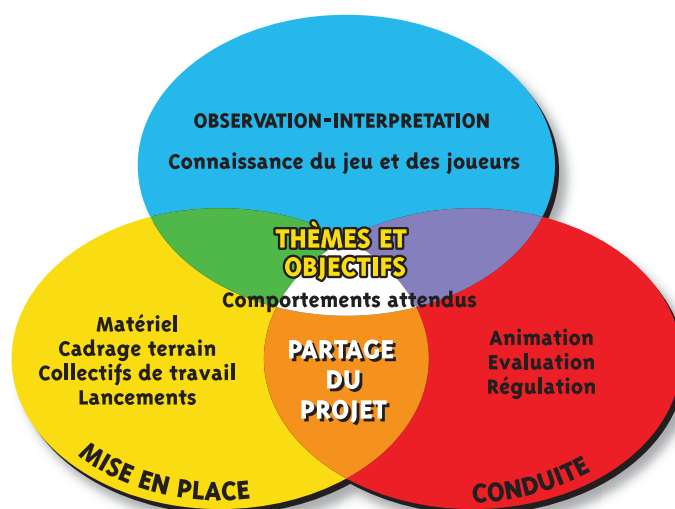 OBSERVATION-INTERPRETATION
Connaissance du jeu et des joueurs
THÈMES ET
OBJECTIFS
Comportements attendus
Matériel
Cadrage terrain
Collectifs de travail
Lancements
PARTAGE
DU
PROJET
Animation
Evaluation
Régulation
MISE EN PLACE
CONDUITE